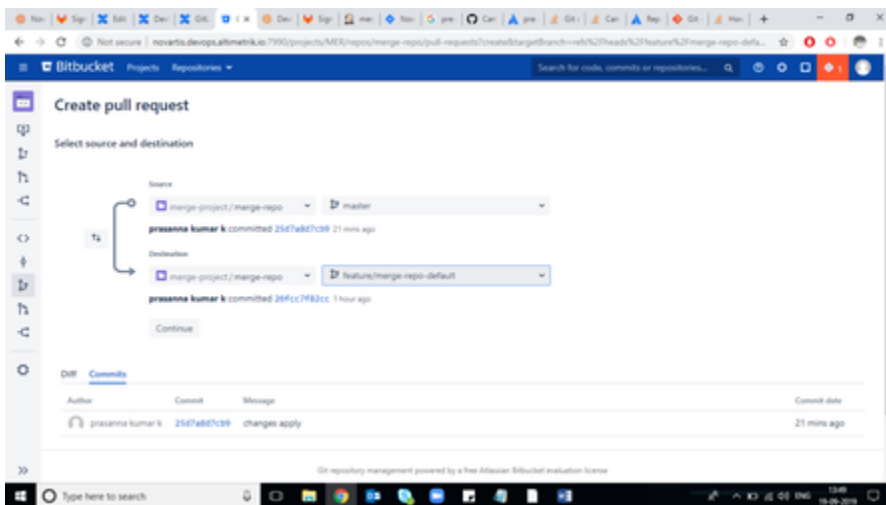 Not secure | novartis.devops.altimetrik.io:7990/projects/MER/repos/merge-repo/pull-requests?create&targetBranch=refs%2Fheads%2Ffeature%2Fmerge-repo-defa...
Bitbucket Projects Repositories Search for code, commits or repositories...
Create pull request
Select source and destination
Source
merge-project/merge-repo master
prasanna kumar k committed 25d7a8d7cb9 21 mins ago
Destination
merge-project/merge-repo feature/merge-repo-default
prasanna kumar k committed 1 hour ago
Continue
Diff Commits
Author Commit Message Commit date
prasanna kumar k 25d7a8d7cb9 changes apply 21 mins ago
Git repository management powered by a free Atlassian Bitbucket evaluation license
Type here to search ENG 13:49
19-09-2019